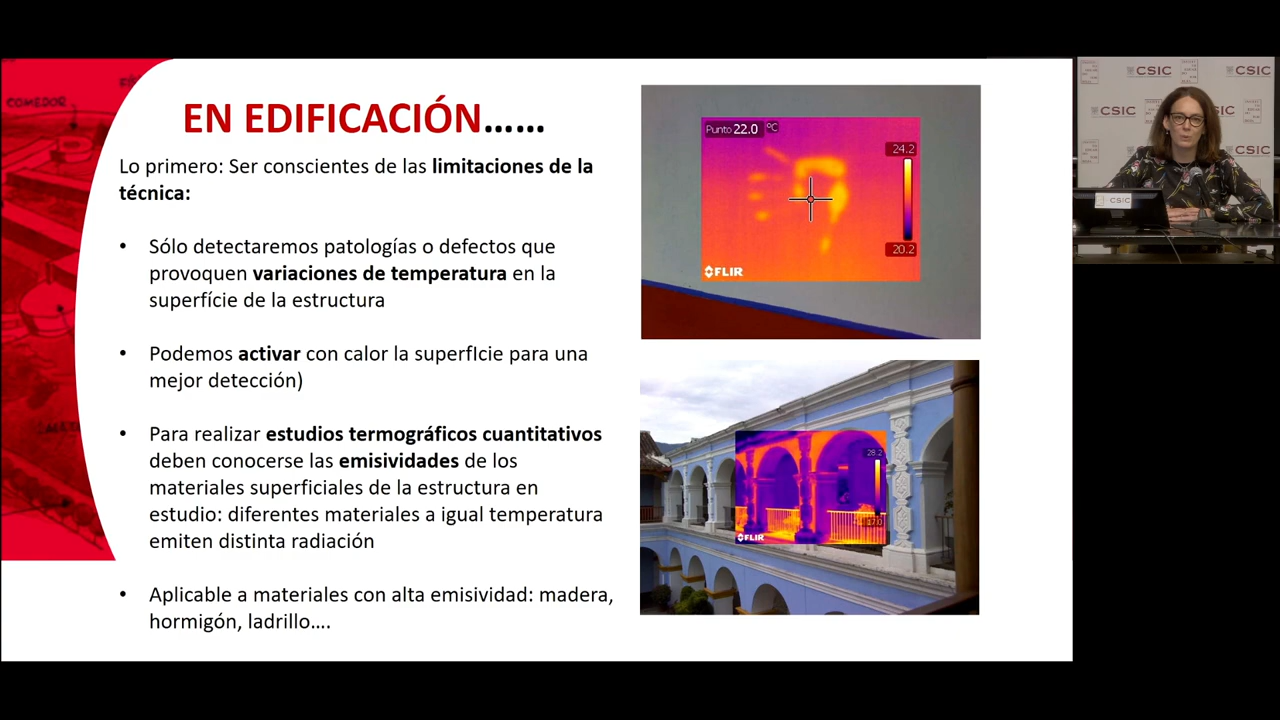 COMEDOR
EN EDIFICACIÓN......
Lo primero: Ser conscientes de las limitaciones de la
técnica:
• Sólo detectaremos patologías o defectos que
provoquen variaciones de temperatura en la
superfície de la estructura
• Podemos activar con calor la superfIcie para una
mejor detección)
• Para realizar estudios termográficos cuantitativos
deben conocerse las emisividades de los
materiales superficiales de la estructura en
estudio: diferentes materiales a igual temperatura
emiten distinta radiación
• Aplicable a materiales con alta emisividad: madera,
hormigón, ladrillo....
Punto 22.0 °C
24.2
20.2
FLIR
28.2
17.0
FLIR
CSIC
CSIC
CSIC
CSIC
CSIC